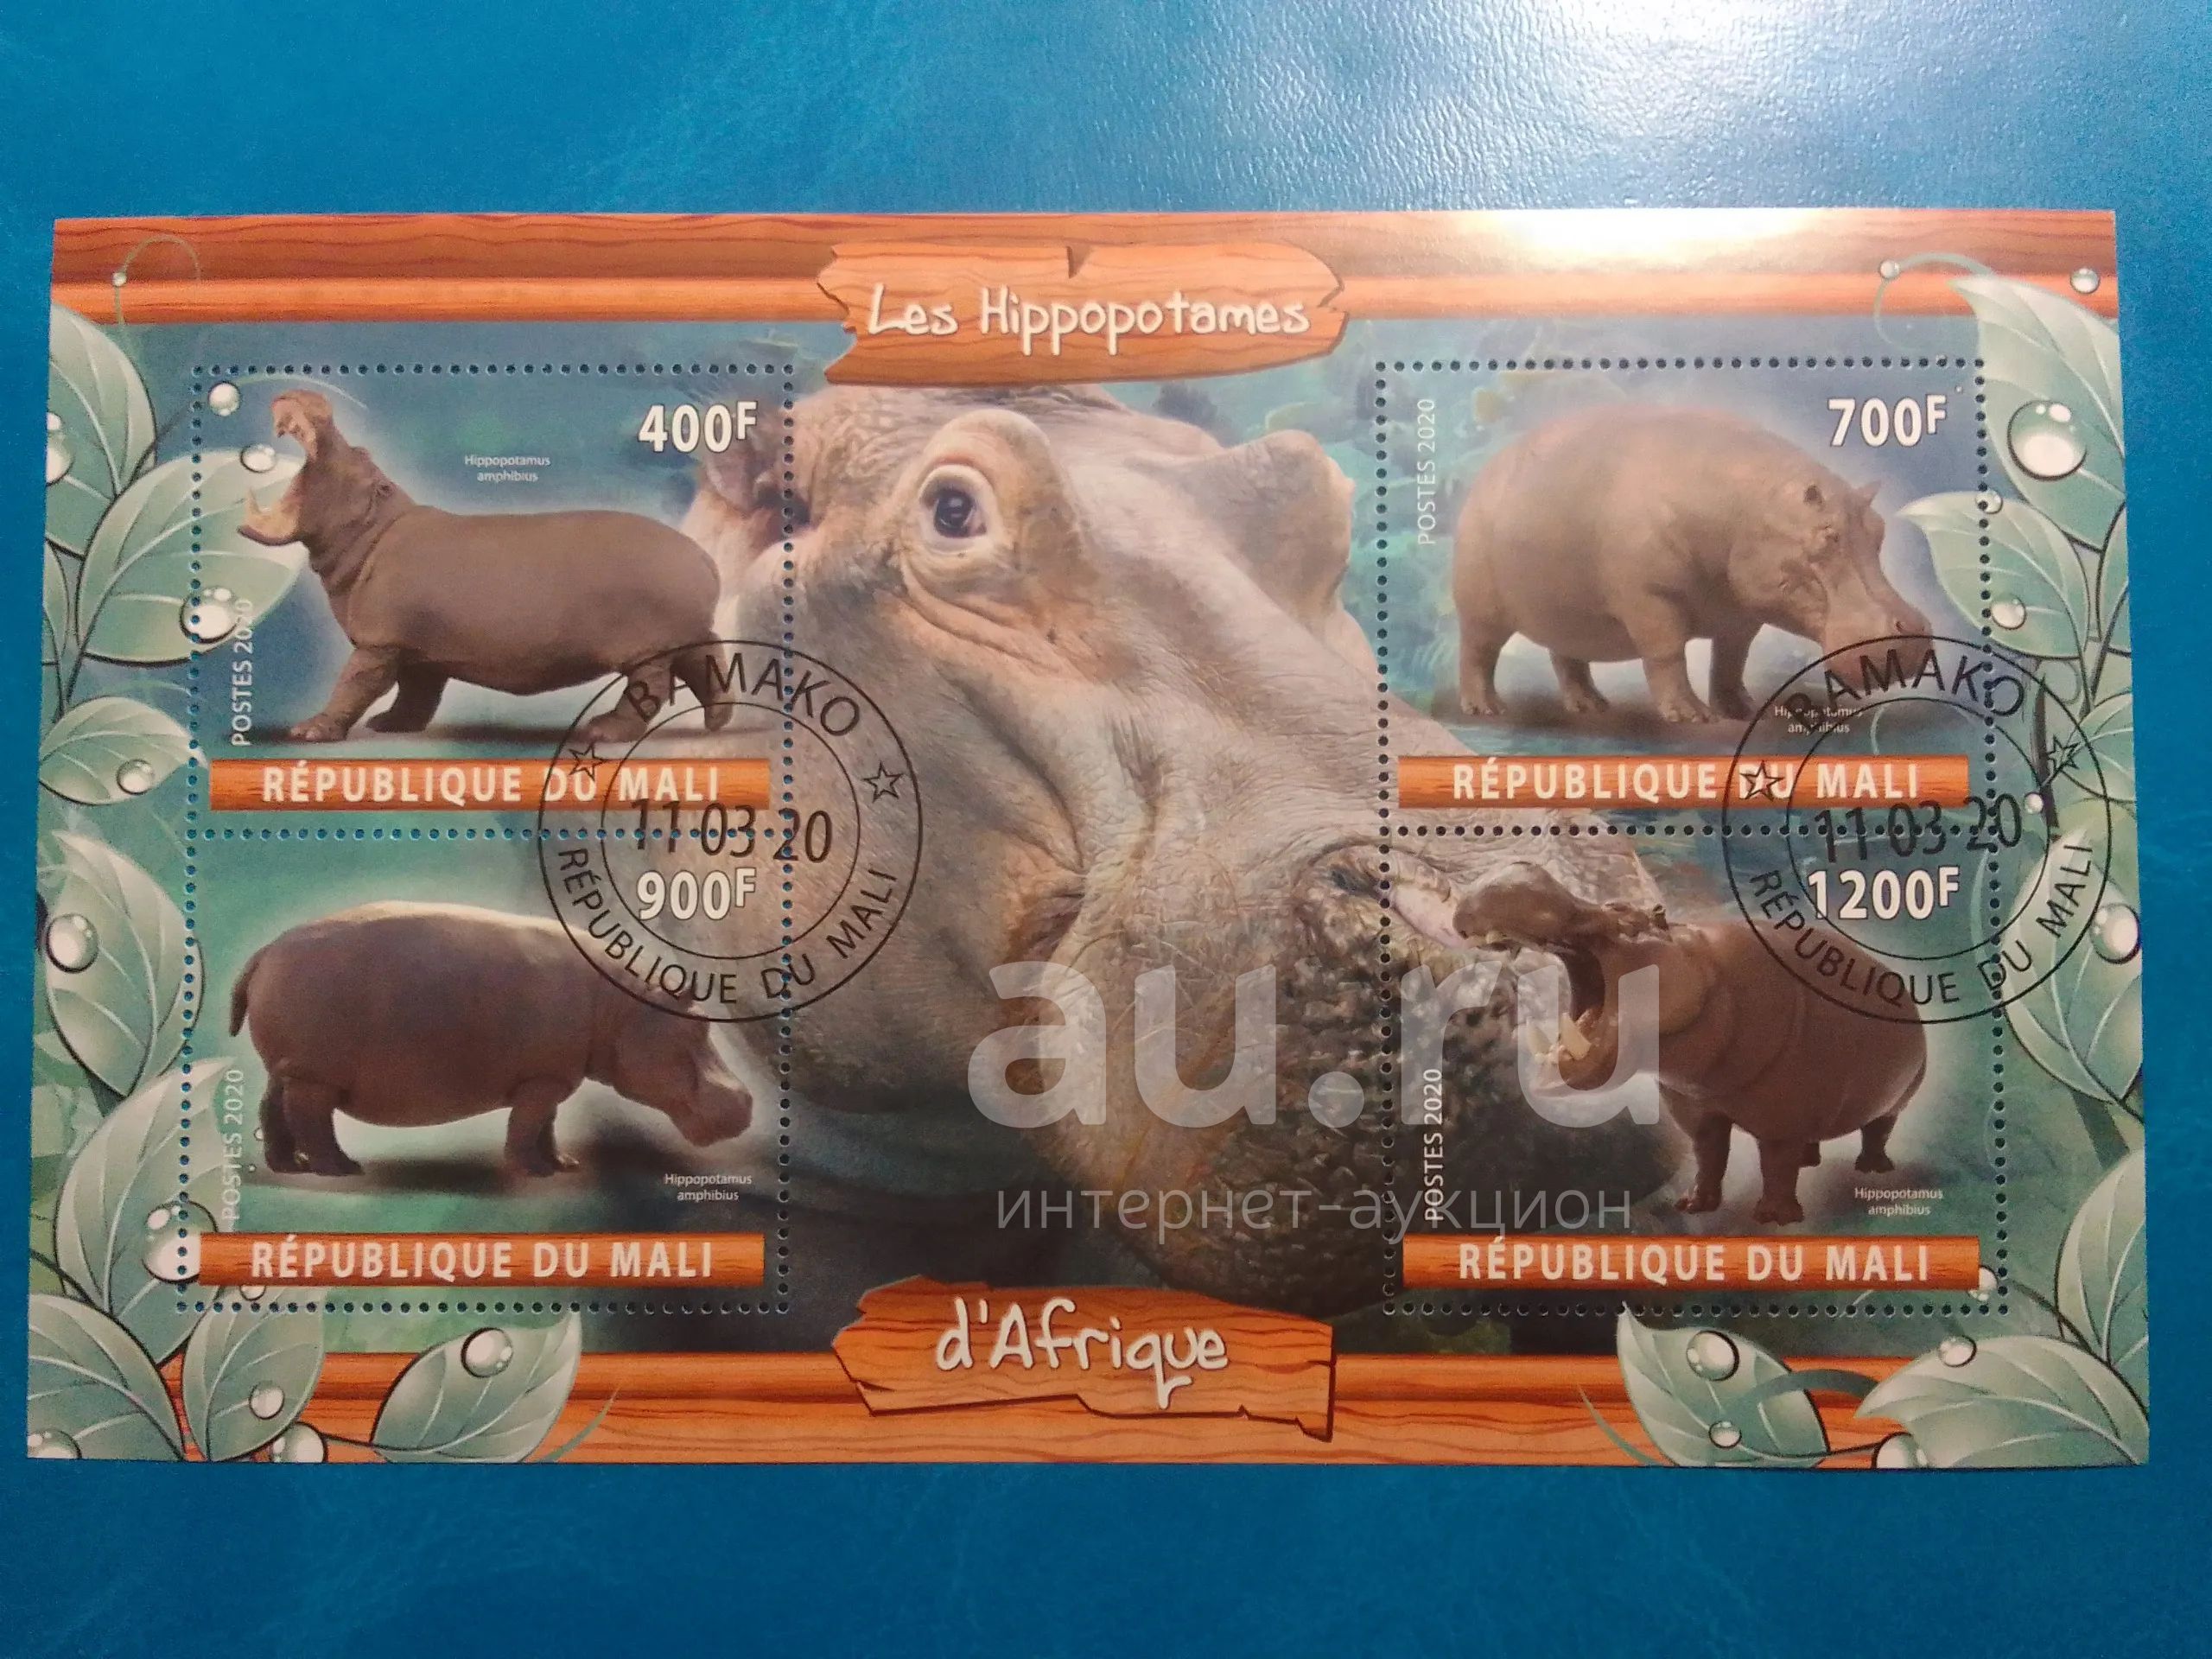 Les Hippopotames
400F
Hippopotamus
amphibius
POSTES 2020
RÉPUBLIQUE DU MALI
700F
POSTES 2020
Hippopotamus
amphibius
RÉPUBLIQUE DU MALI
BAMAKO
11 03 20
RÉPUBLIQUE DU MALI
BAMAKO
11 03 20
RÉPUBLIQUE DU MALI
900F
POSTES 2020
Hippopotamus
amphibius
RÉPUBLIQUE DU MALI
1200F
POSTES 2020
Hippopotamus
amphibius
RÉPUBLIQUE DU MALI
au.ru
интернет-аукцион
d'Afrique